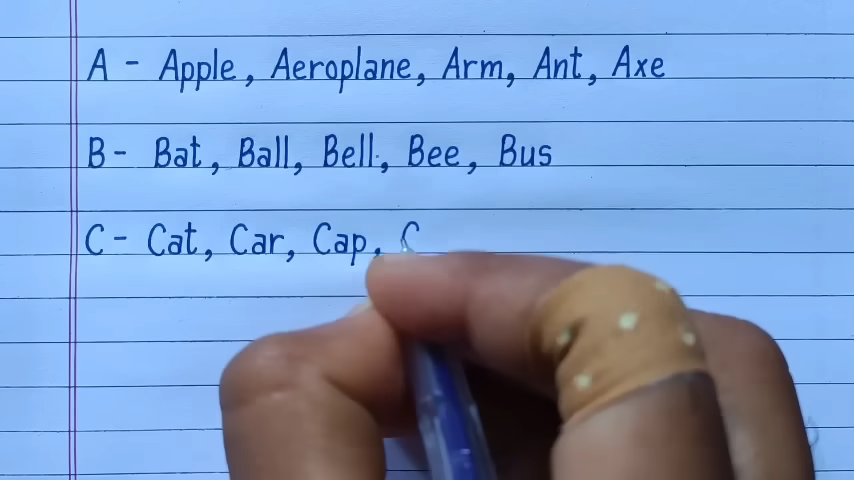 A - Apple, Aeroplane, Arm, Ant, Axe
B - Bat, Ball, Bell, Bee, Bus
C - Cat, Car, Cap, C